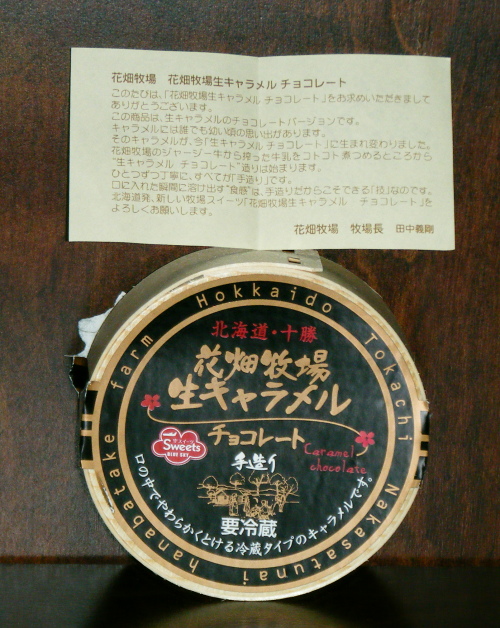 花畑牧場　花畑牧場生キャラメル チョコレート
このたびは、「花畑牧場生キャラメル チョコレート」をお求めいただきまして
ありがとうございます。
この商品は、生キャラメルのチョコレートバージョンです。
キャラメルには誰でも幼い頃の思い出があります。
そのキャラメルが、今「生キャラメル チョコレート」に生まれ変わりました。
花畑牧場のジャージー牛から搾った牛乳をコトコト煮つめるところから
"生キャラメル チョコレート"造りは始まります。
ひとつずつ丁寧に、すべてが「手造り」です。
口に入れた瞬間に溶け出す"食感"は、手造りだからこそできる「技」なのです。
北海道発、新しい牧場スイーツ「花畑牧場生キャラメル　チョコレート」を
よろしくお願いします。
花畑牧場　牧場長　田中義剛
hanabatake farm Hokkaido Tokachi Nakasatsunai
北海道・十勝
花畑牧場
生キャラメル
チョコレート
Sweets
BLUE SKY
手造り
Caramel
chocolate
要冷蔵
口の中でやわらかくとける冷蔵タイプのキャラメルです。